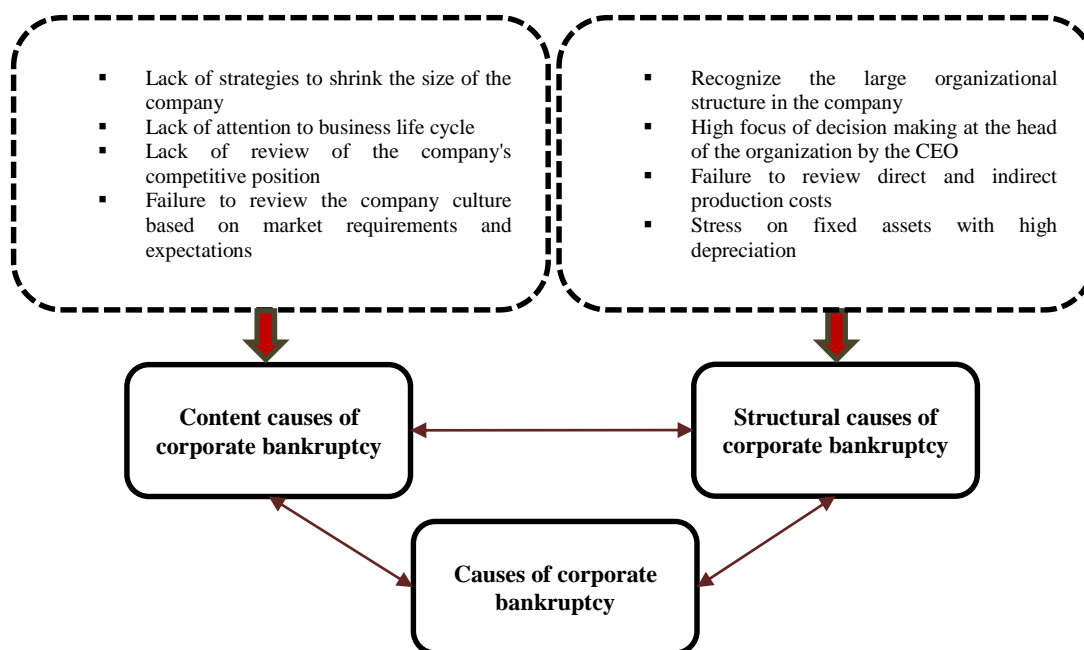 ▪ Lack of strategies to shrink the size of the
company
▪ Lack of attention to business life cycle
▪ Lack of review of the company's
competitive position
▪ Failure to review the company culture
based on market requirements and
expectations
▪ Recognize the large organizational
structure in the company
▪ High focus of decision making at the head
of the organization by the CEO
▪ Failure to review direct and indirect
production costs
▪ Stress on fixed assets with high
depreciation
Content causes of
corporate bankruptcy
Structural causes of
corporate bankruptcy
Causes of corporate
bankruptcy